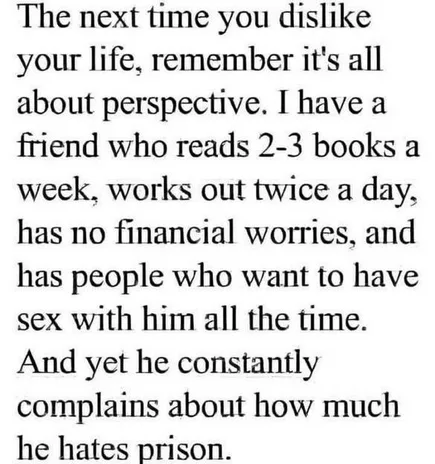 The next time you dislike
your life, remember it's all
about perspective. I have a
friend who reads 2-3 books a
week, works out twice a day,
has no financial worries, and
has people who want to have
sex with him all the time.
And yet he constantly
complains about how much
he hates prison.